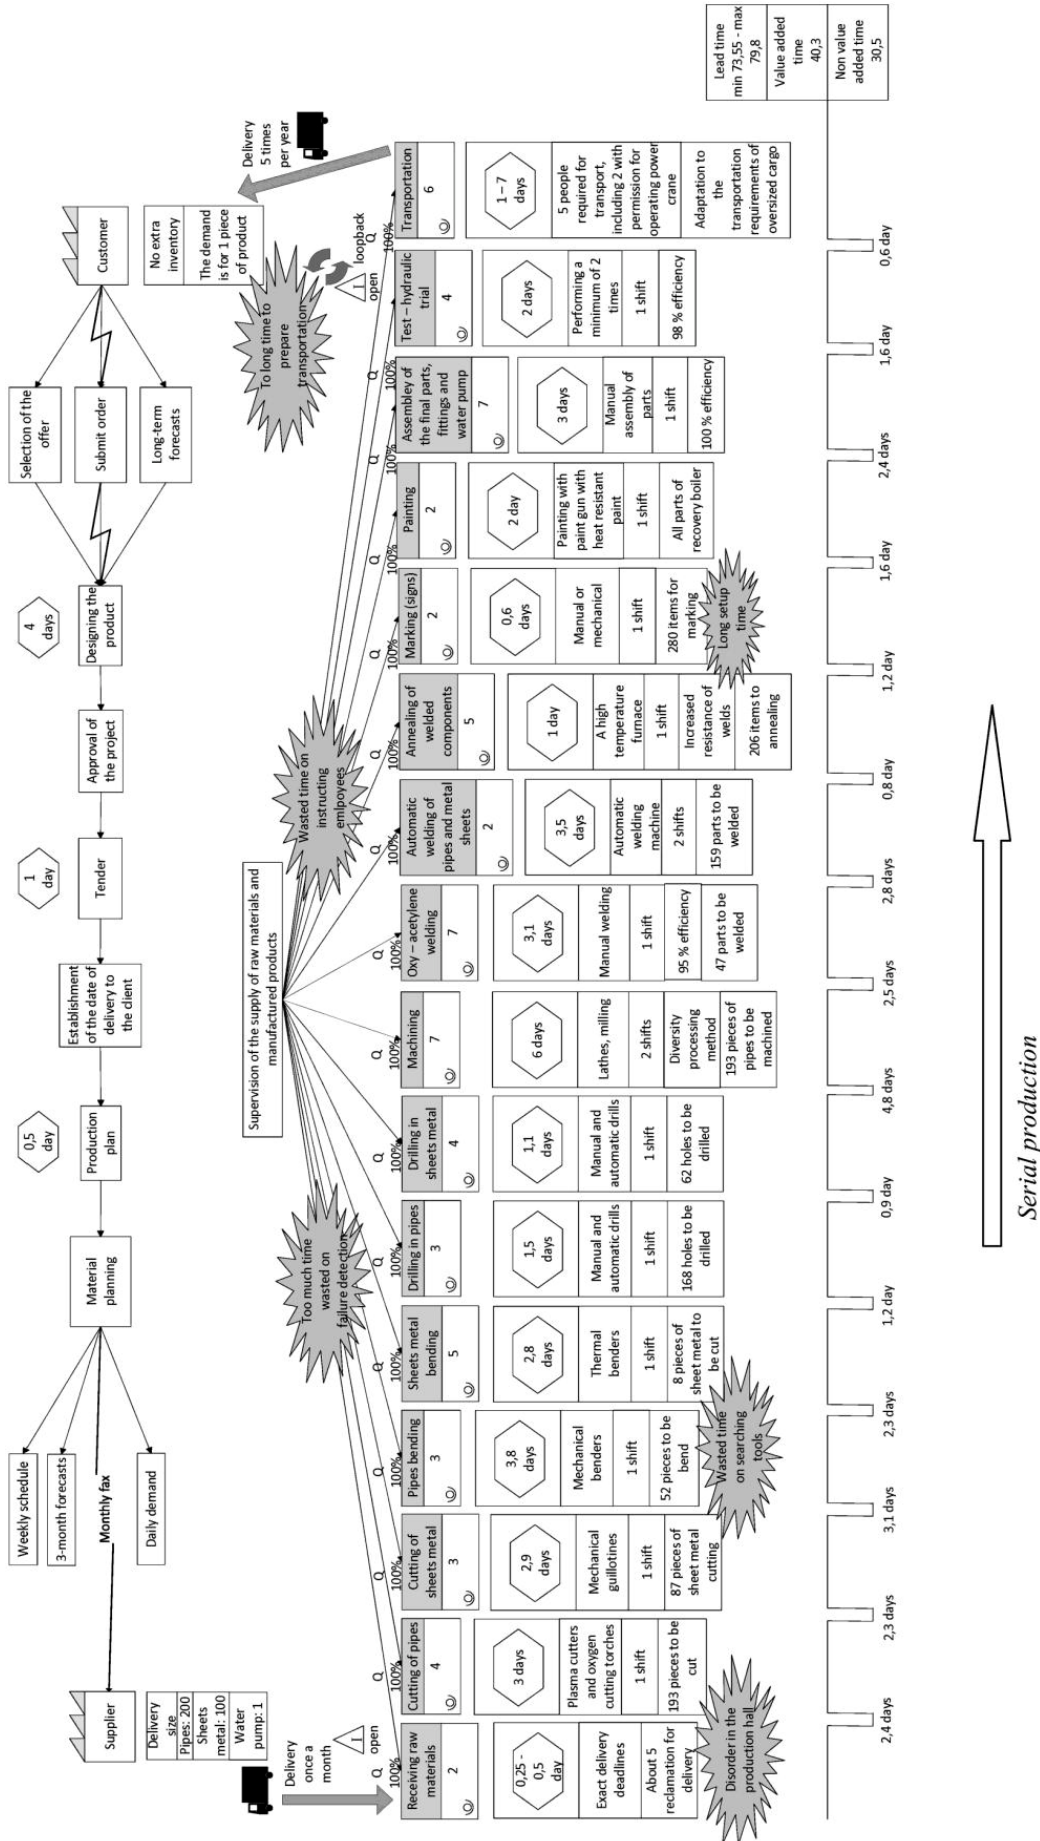 Supplier
Delivery
size
Pipes: 200
Sheets
metal: 100
Water
pump: 1
Delivery
once a
month
I
open
Weekly schedule
3-month forecasts
Monthly fax
Daily demand
Material
planning
0,5
day
Production
plan
Establishment
of the date of
delivery to
the client
1
day
Tender
Approval of
the project
4
days
Designing the
product
Selection of the
offer
Submit order
Long-term
forecasts
Customer
No extra
inventory
The demand
is for 1 piece
of product
Delivery
5 times
per year
To long time to
prepare
transportation
I
open
loopback
Supervision of the supply of raw materials and
manufactured products
Too much time
wasted on
failure detection
Wasted time on
instructing
emlpoyees
Q
100%
Receiving raw
materials
2
0,25 -
0,5
day
Exact delivery
deadlines
About 5
reclamation for
delivery
Disorder in the
production hall
Q
100%
Cutting of pipes
4
3 days
Plasma cutters
and oxygen
cutting torches
1 shift
193 pieces to be
cut
Q
100%
Cutting of
sheets metal
3
2,9
days
Mechanical
guillotines
1 shift
87 pieces of
sheet metal
cutting
Q
100%
Pipes bending
3
3,8
days
Mechanical
benders
1 shift
52 pieces to be
bend
Wasted time
on searching
tools
Q
100%
Sheets metal
bending
5
2,8
days
Thermal
benders
1 shift
8 pieces of
sheet metal to
be cut
Q
100%
Drilling in pipes
3
1,5
days
Manual and
automatic drills
1 shift
168 holes to be
drilled
Q
100%
Drilling in
sheets metal
4
1,1
days
Manual and
automatic drills
1 shift
62 holes to be
drilled
Q
100%
Machining
7
6 days
Lathes, milling
2 shifts
Diversity
processing
method
193 pieces of
pipes to be
machined
Q
100%
Oxy – acetylene
welding
7
3,1
days
Manual welding
1 shift
95 % efficiency
47 parts to be
welded
Q
100%
Automatic
welding of
pipes and metal
sheets
2
3,5
days
Automatic
welding machine
2 shifts
159 parts to be
welded
Q
100%
Annealing of
welded
components
5
1 day
A high
temperature
furnace
1 shift
Increased
resistance of
welds
206 items to
annealing
Q
100%
Marking (signs)
2
0,6
days
Manual or
mechanical
1 shift
280 items for
marking
Long setup
time
Q
100%
Painting
2
2 day
Painting with
paint gun with
heat resistant
paint
1 shift
All parts of
recovery boiler
Q
100%
Assembley of
the final parts,
fittings and
water pump
7
3 days
Manual
assembly of
parts
1 shift
100 % efficiency
Q
100%
Test – hydraulic
trial
4
2 days
Performing a
minimum of 2
times
1 shift
98 % efficiency
Q
100%
Transportation
6
1 – 7
days
5 people
required for
transport,
including 2 with
permission for
operating power
crane
Adaptation to
the
transportation
requirements of
oversized cargo
2,4 days
2,3 days
3,1 days
2,3 days
1,2 day
0,9 day
4,8 days
2,5 days
2,8 days
0,8 day
1,2 day
1,6 day
2,4 days
1,6 day
0,6 day
Lead time
min 73,55 - max
79,8
Value added
time
40,3
Non value
added time
30,5
Serial production